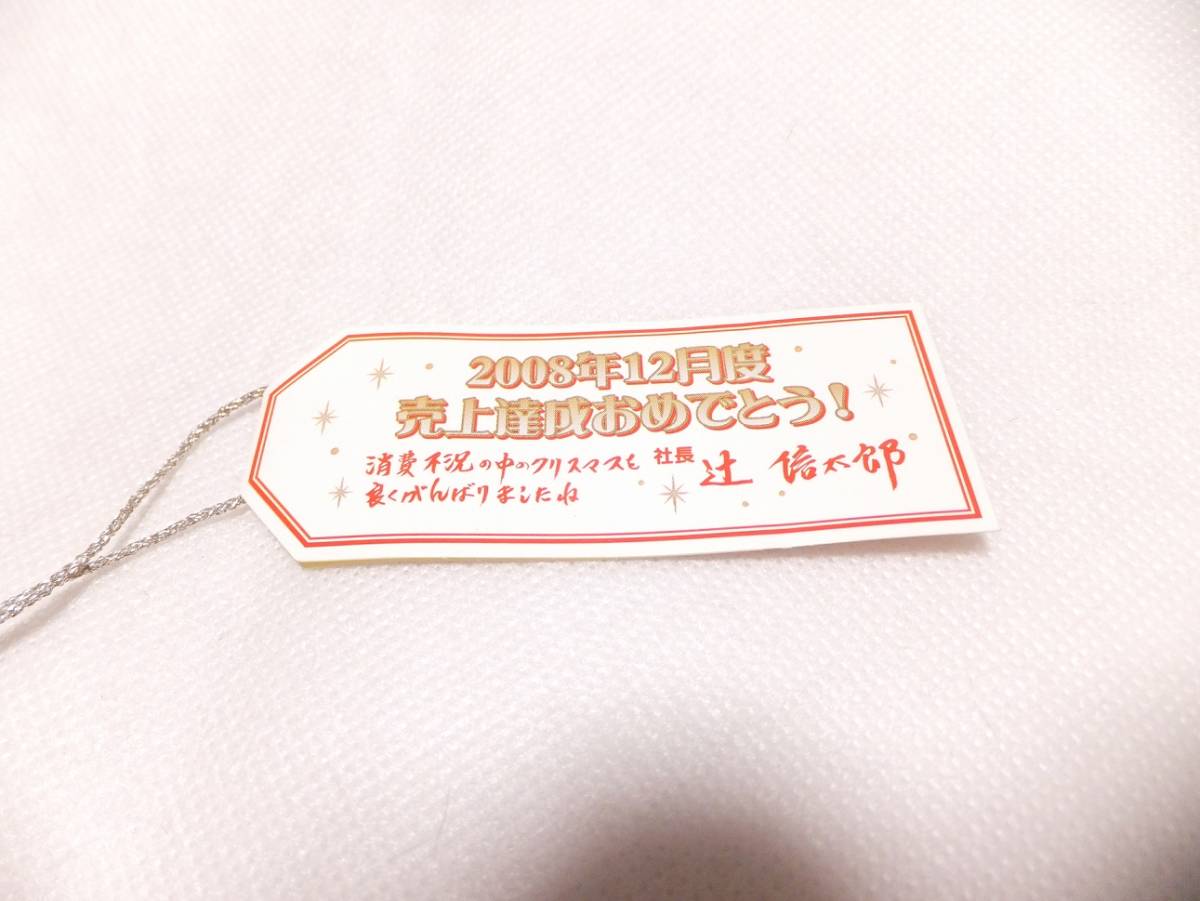 2008年12月度
売上達成おめでとう!
消費不況の中のクリスマスも
良くがんばりましたね
社長 辻 信太郎